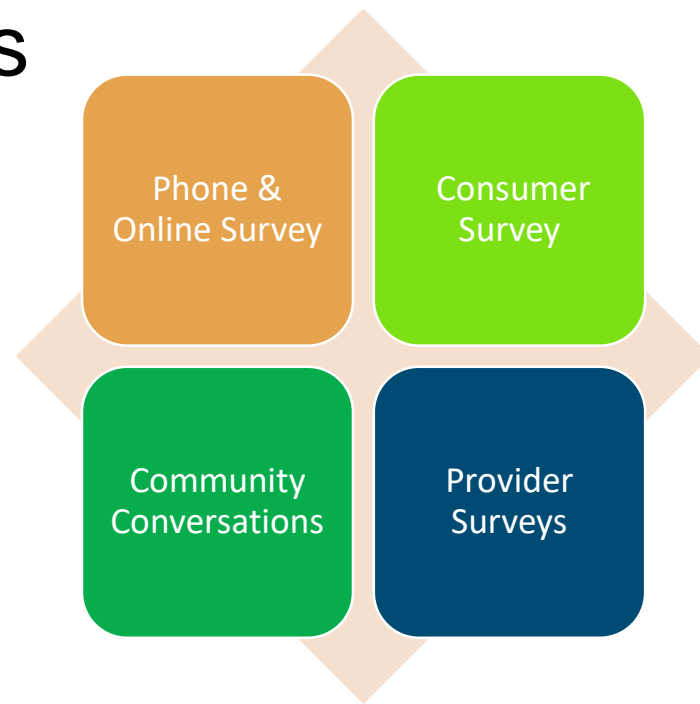 s
Phone &
Online Survey
Consumer
Survey
Community
Conversations
Provider
Surveys